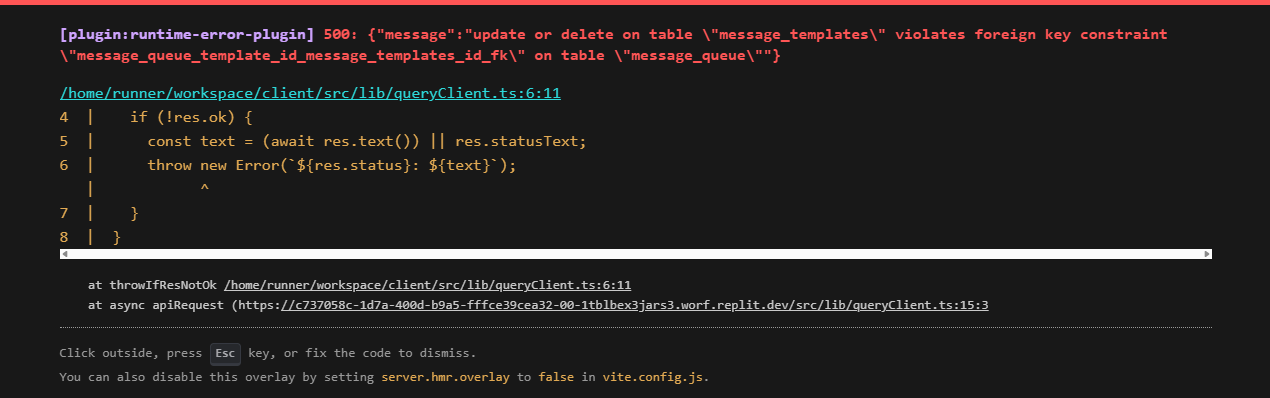 [plugin:runtime-error-plugin] 500: {"message":"update or delete on table \"message_templates\" violates foreign key constraint
\"message_queue_template_id_message_templates_id_fk\" on table \"message_queue\""}
/home/runner/workspace/client/src/lib/queryClient.ts:6:11
4  |    if (!res.ok) {
5  |      const text = (await res.text()) || res.statusText;
6  |      throw new Error(`${res.status}: ${text}`);
   |            ^
7  |    }
8  |  }
at throwIfResNotOk /home/runner/workspace/client/src/lib/queryClient.ts:6:11
at async apiRequest (https://c737058c-1d7a-400d-b9a5-fffce39cea32-00-1tblbex3jars3.worf.replit.dev/src/lib/queryClient.ts:15:3
Click outside, press Esc key, or fix the code to dismiss.
You can also disable this overlay by setting server.hmr.overlay to false in vite.config.js.